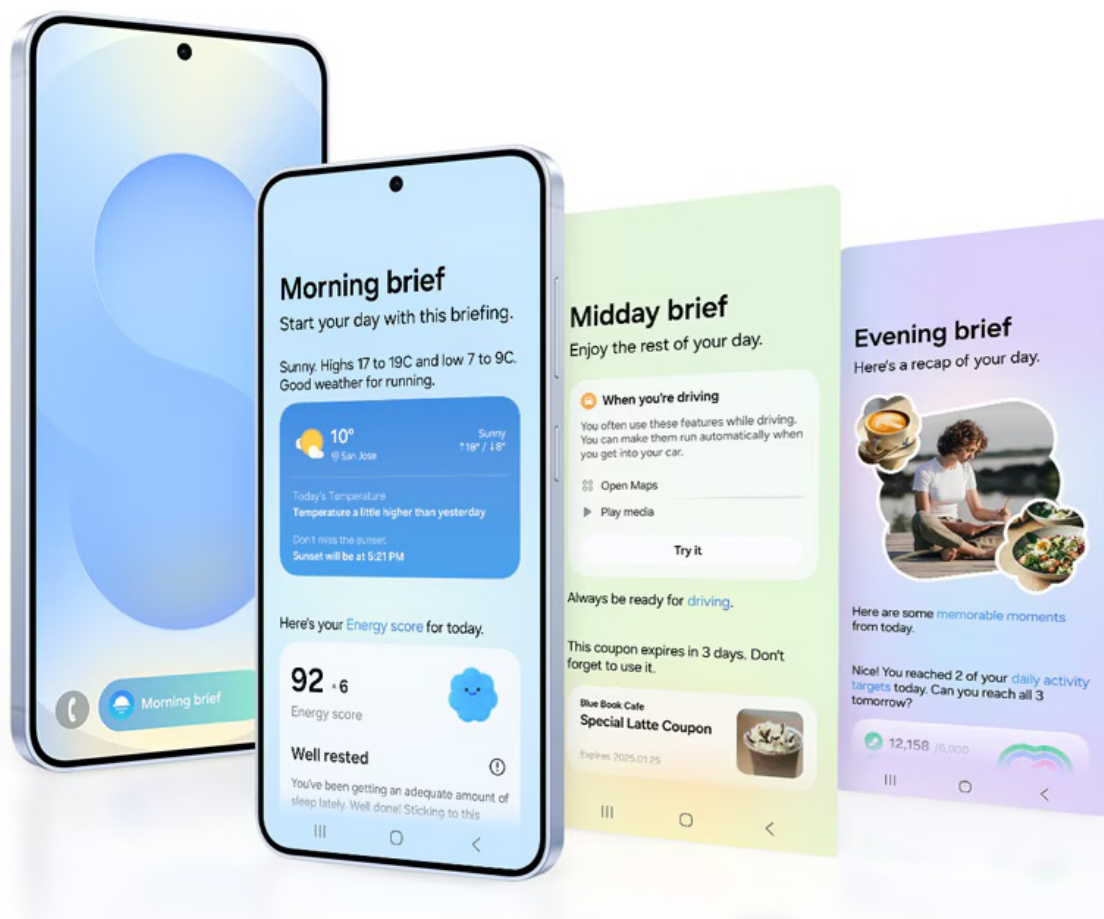 Morning brief
Morning brief
Start your day with this briefing.
Sunny. Highs 17 to 19C and low 7 to 9C.
Good weather for running.
10°
San Jose
Sunny
↑18° / ↓8°
Today's Temperature
Temperature a little higher than yesterday
Don't miss the sunset
Sunset will be at 5:21 PM
Here's your Energy score for today.
92 ▴6
Energy score
Well rested
You've been getting an adequate amount of
sleep lately. Well done! Sticking to this
Midday brief
Enjoy the rest of your day.
When you're driving
You often use these features while driving.
You can make them run automatically when
you get into your car.
Open Maps
Play media
Try it
Always be ready for driving.
This coupon expires in 3 days. Don't
forget to use it.
Blue Book Cafe
Special Latte Coupon
Expires 2025.01.25
Evening brief
Here's a recap of your day.
Here are some memorable moments
from today.
Nice! You reached 2 of your daily activity
targets today. Can you reach all 3
tomorrow?
12,158 /6,000